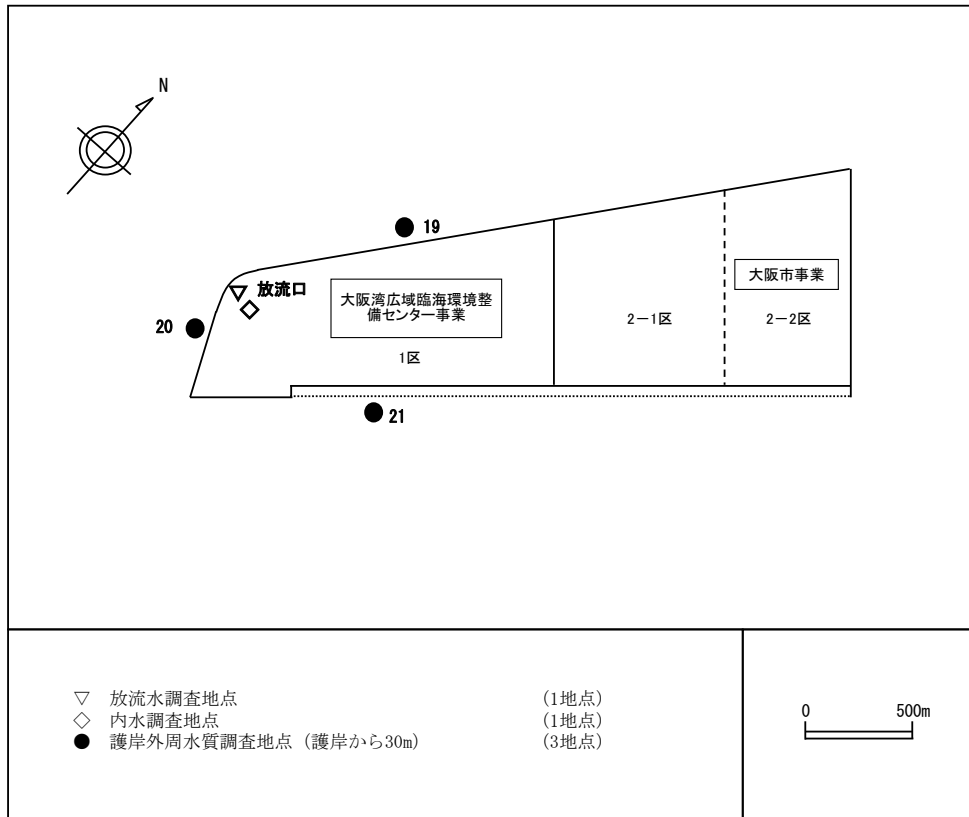 N
19
放流口
大阪湾広域臨海環境整
備センター事業
大阪市事業
20
2－1区
2－2区
1区
21
▽ 放流水調査地点 (1地点)
◇ 内水調査地点 (1地点)
● 護岸外周水質調査地点 (護岸から30m) (3地点)
0 500m